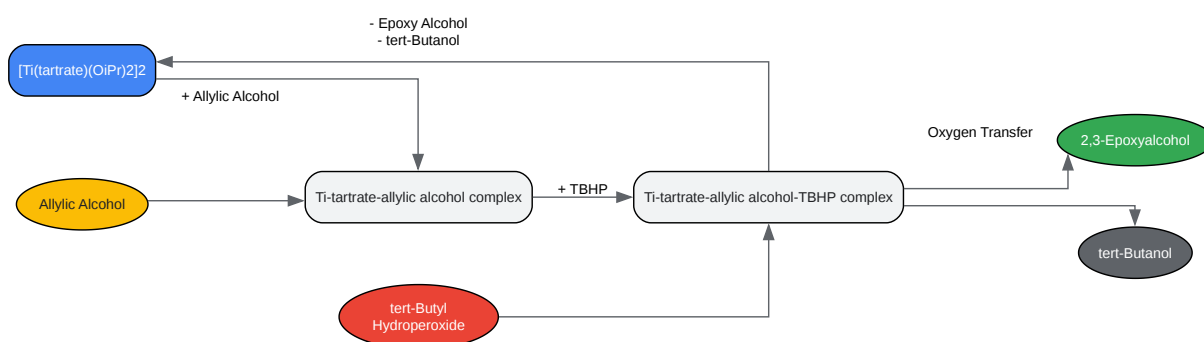 - Epoxy Alcohol
- tert-Butanol
[Ti(tartrate)(OiPr)2]2
+ Allylic Alcohol
Oxygen Transfer
2,3-Epoxyalcohol
Allylic Alcohol
Ti-tartrate-allylic alcohol complex
+ TBHP
Ti-tartrate-allylic alcohol-TBHP complex
tert-Butanol
tert-Butyl
Hydroperoxide